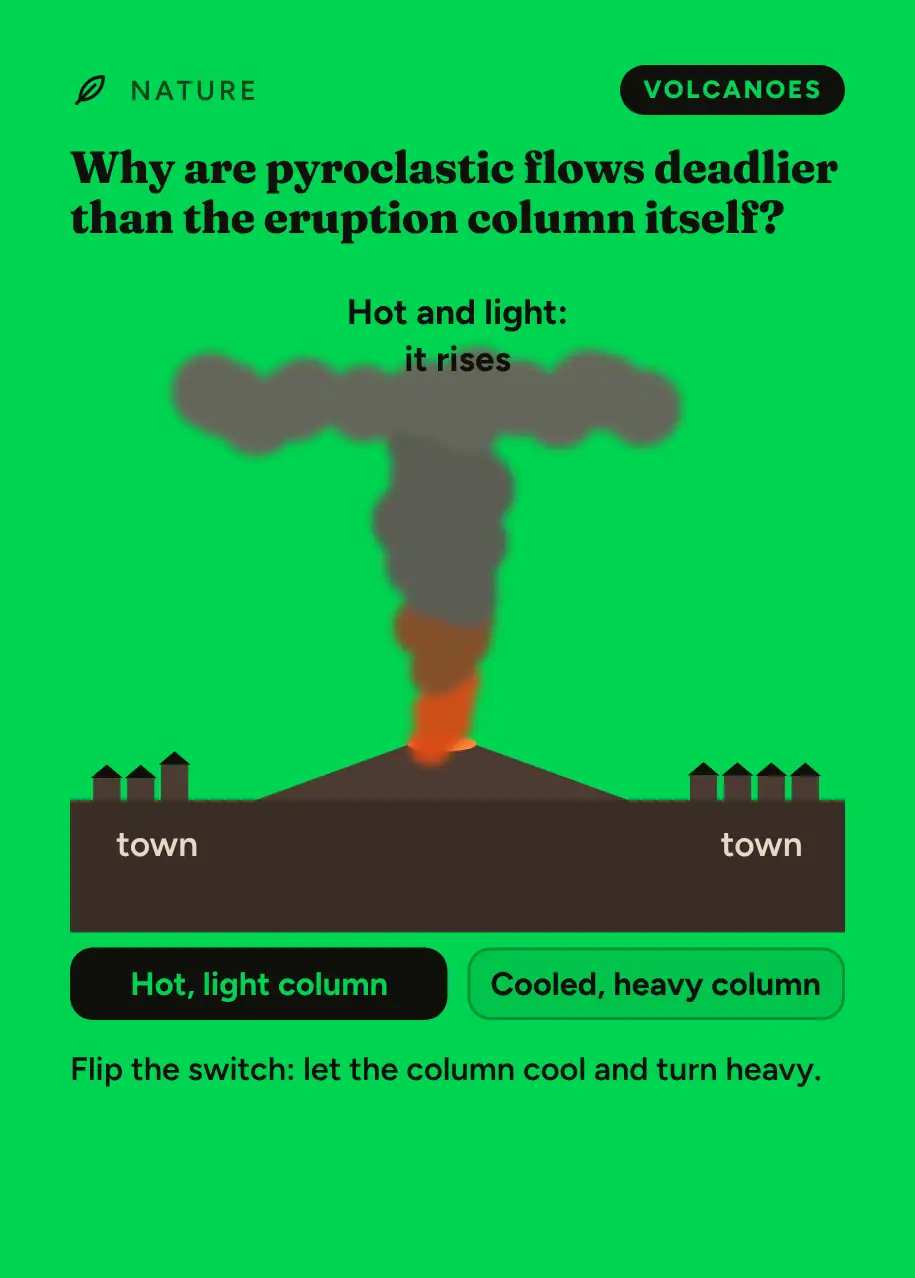 NATURE
VOLCANOES
Why are pyroclastic flows deadlier
than the eruption column itself?
Hot and light:
it rises
town
town
Hot, light column
Cooled, heavy column
Flip the switch: let the column cool and turn heavy.